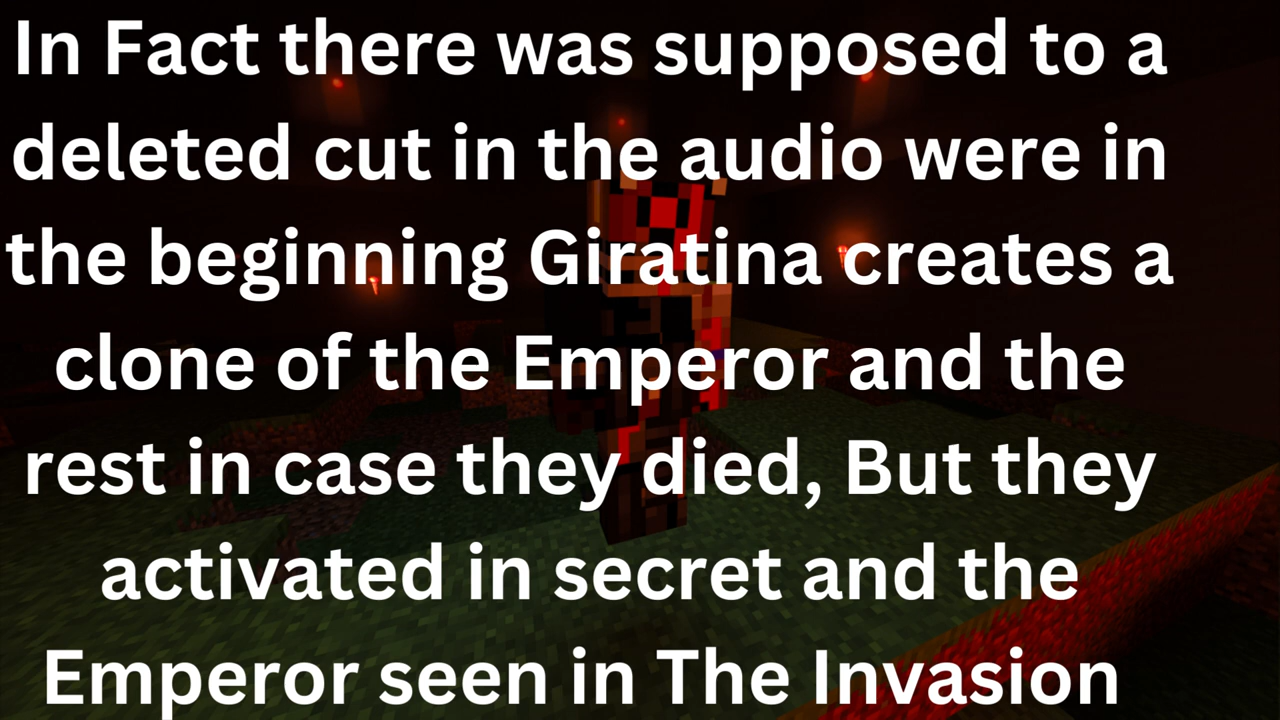 In Fact there was supposed to a
deleted cut in the audio were in
the beginning Giratina creates a
clone of the Emperor and the
rest in case they died, But they
activated in secret and the
Emperor seen in The Invasion